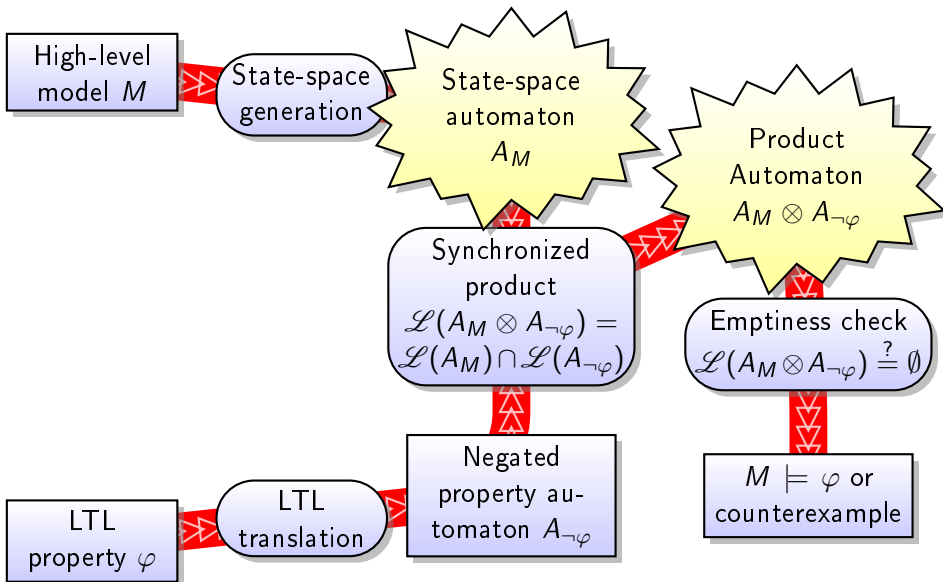 High-level
model M
State-space
generation
State-space
automaton
A_M
Product
Automaton
A_M ⊗ A_¬φ
Synchronized
product
ℒ(A_M ⊗ A_¬φ) =
ℒ(A_M) ∩ ℒ(A_¬φ)
Emptiness check
ℒ(A_M ⊗ A_¬φ) ≟ ∅
LTL
property φ
LTL
translation
Negated
property au-
tomaton A_¬φ
M ⊨ φ or
counterexample